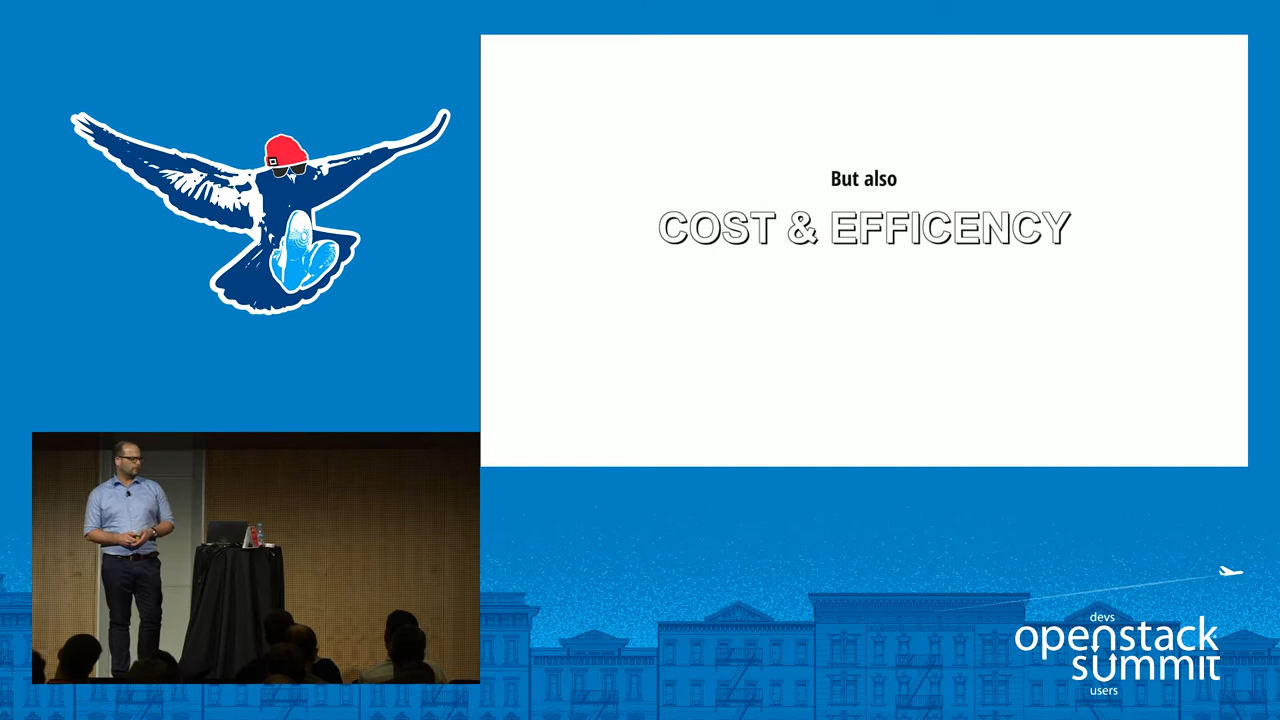 But also
COST & EFFICENCY
devs
openstack
summit
users